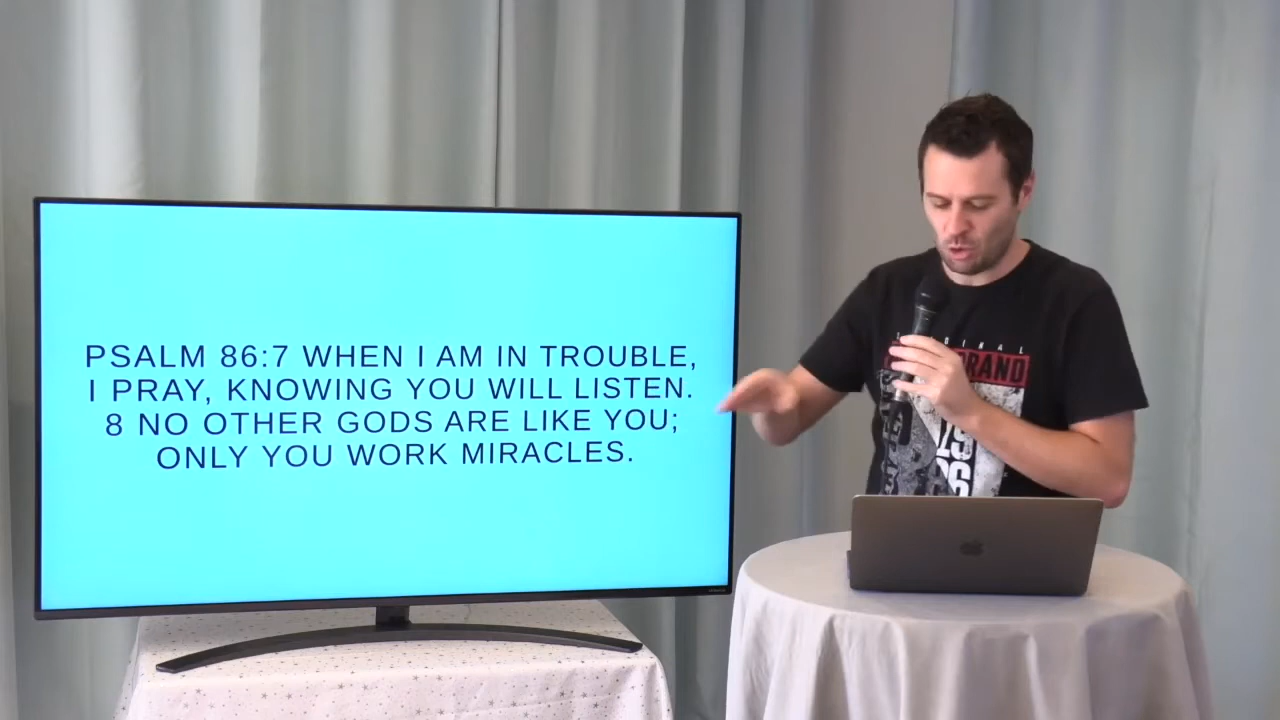 PSALM 86:7 WHEN I AM IN TROUBLE,
I PRAY, KNOWING YOU WILL LISTEN.
8 NO OTHER GODS ARE LIKE YOU;
ONLY YOU WORK MIRACLES.